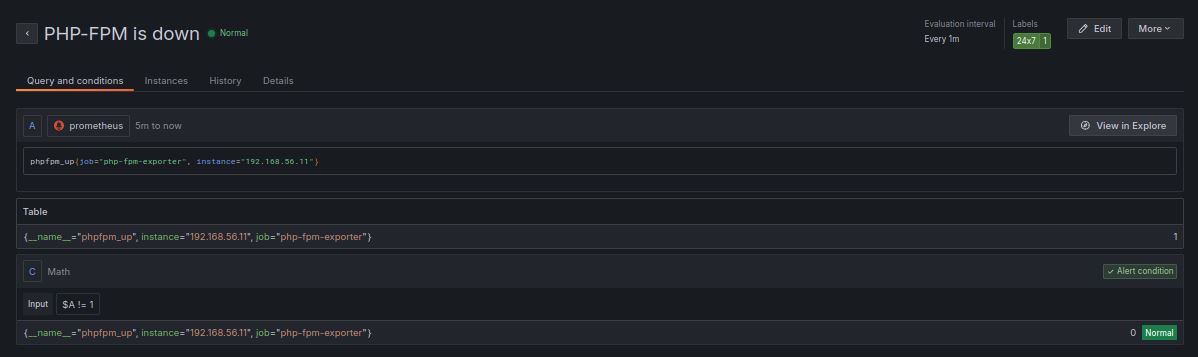 PHP-FPM is down Normal
Evaluation interval
Every 1m
Labels
24x7 1
Edit
More
Query and conditions Instances History Details
A prometheus 5m to now View in Explore
phpfpm_up{job="php-fpm-exporter", instance="192.168.56.11"}
Table
{__name__="phpfpm_up", instance="192.168.56.11", job="php-fpm-exporter"} 1
C Math Alert condition
Input $A != 1
{__name__="phpfpm_up", instance="192.168.56.11", job="php-fpm-exporter"} 0 Normal